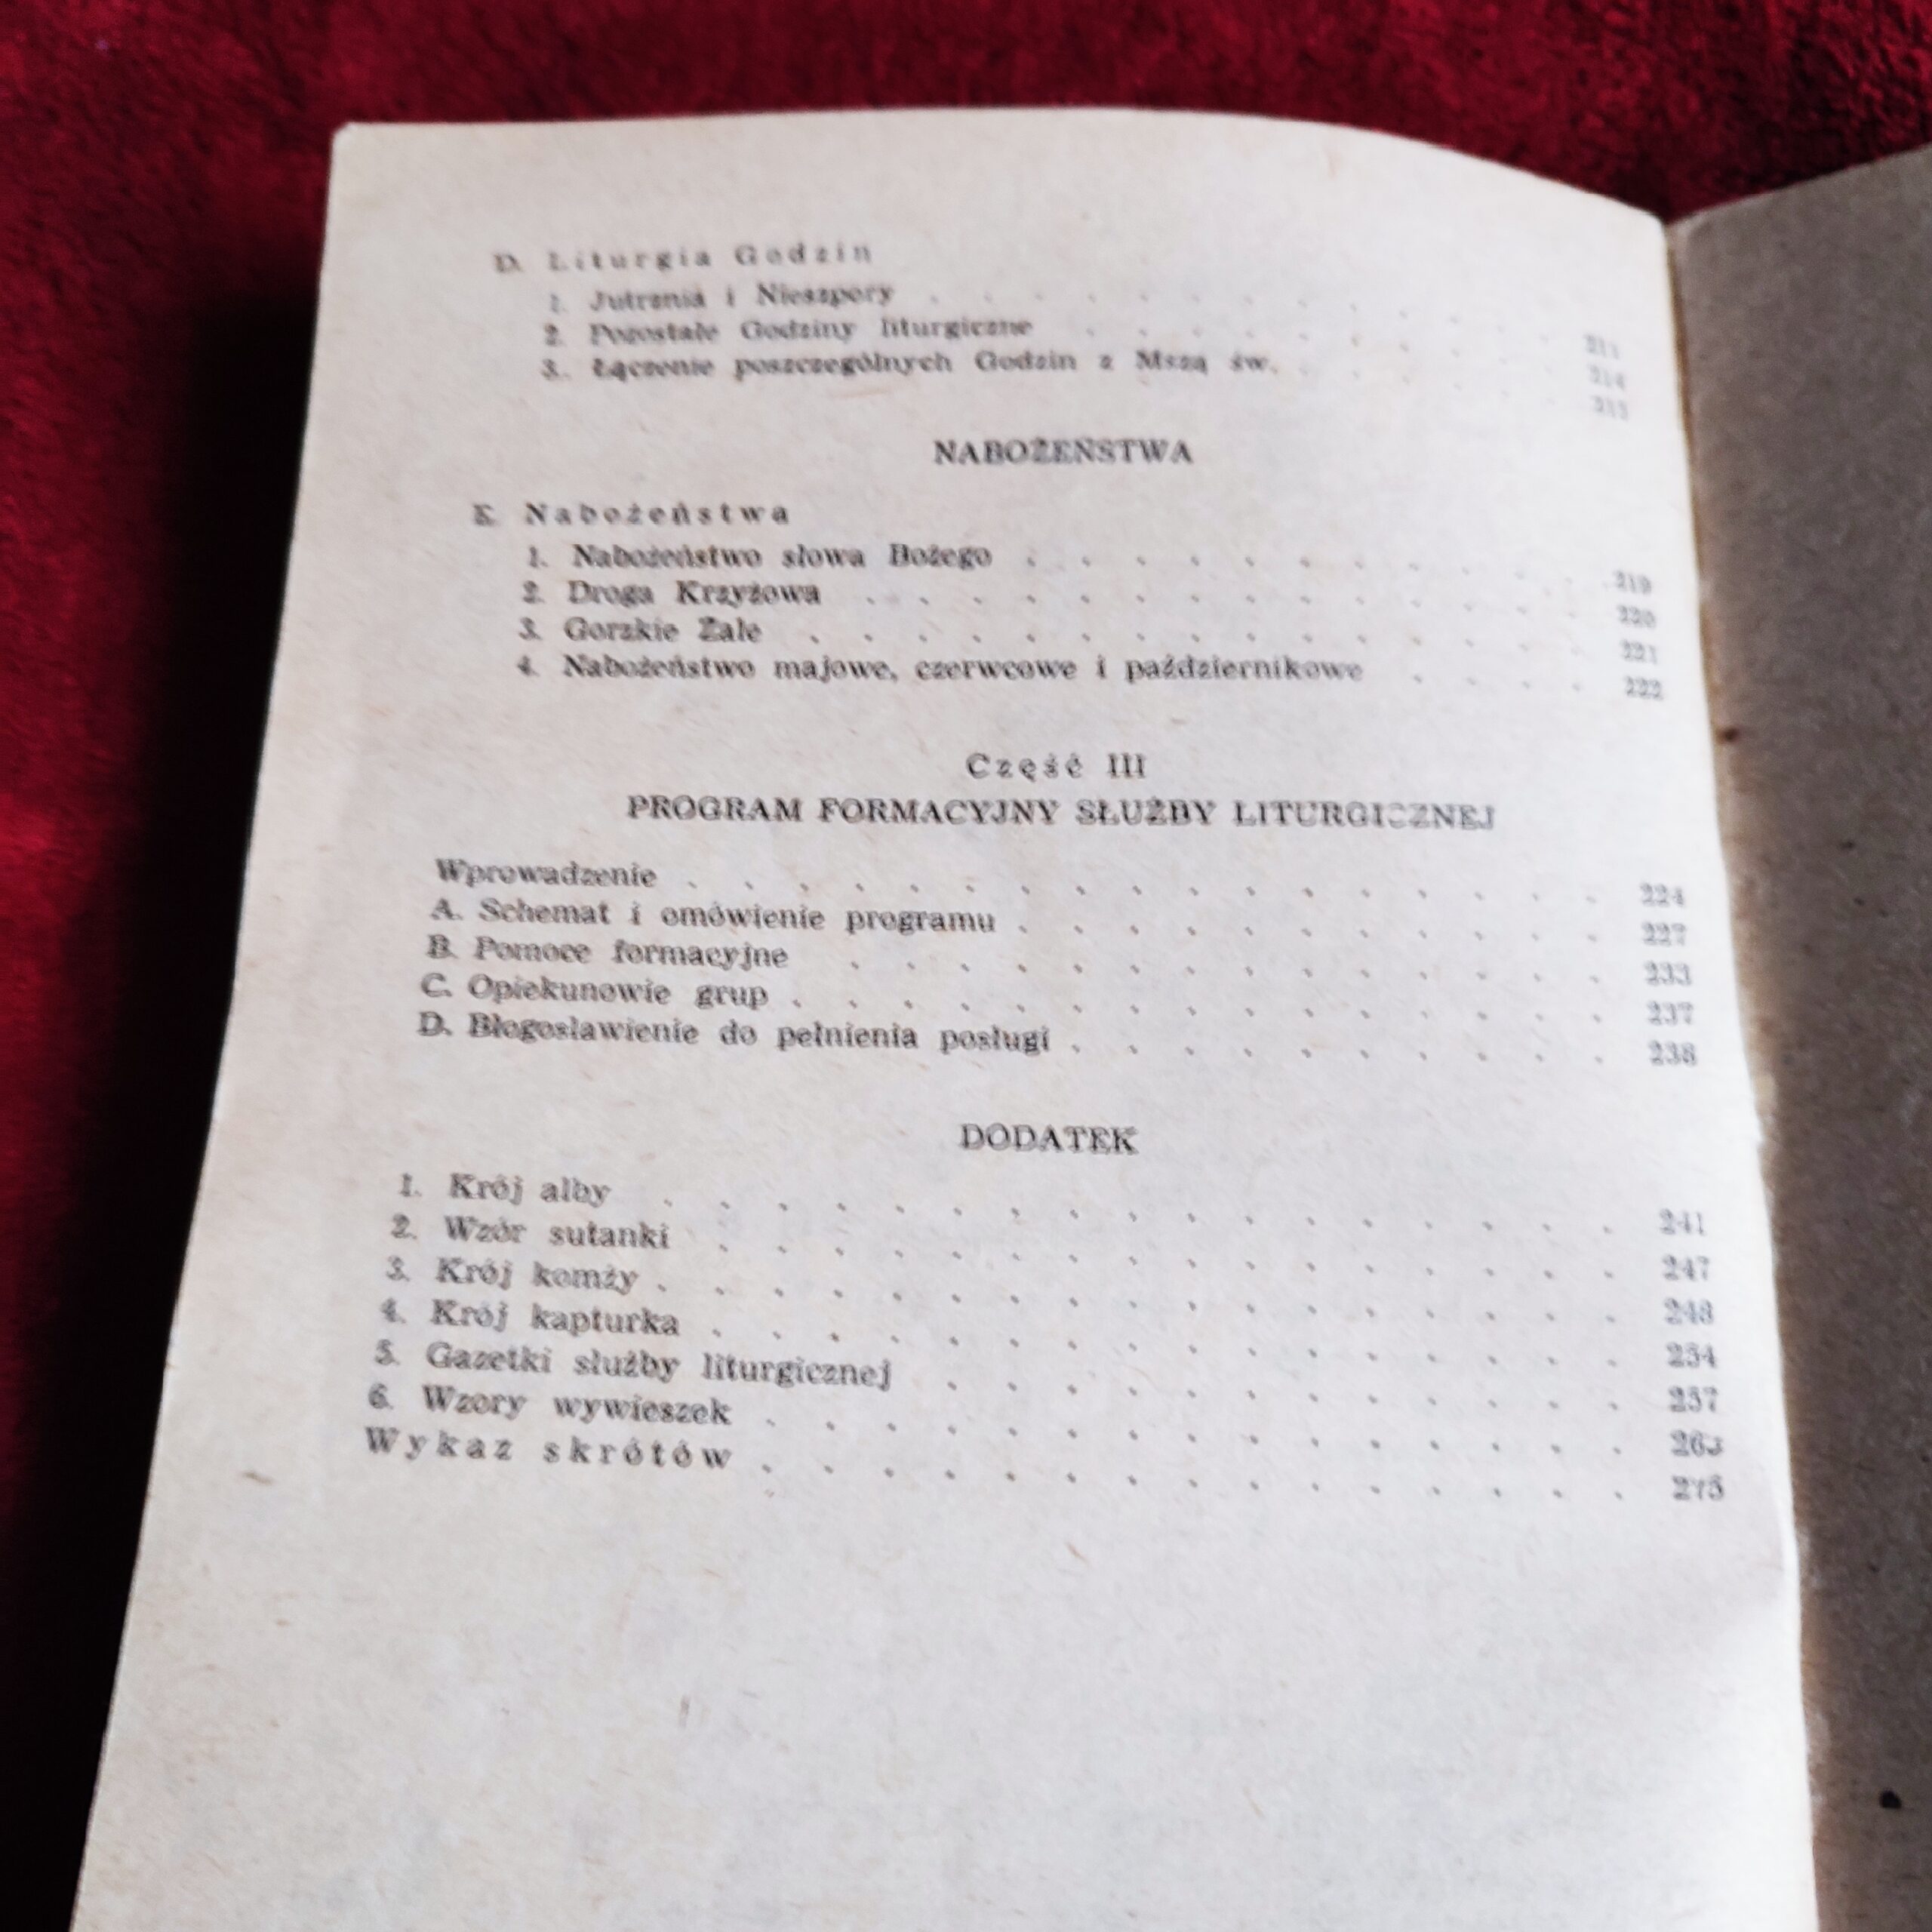 D. Liturgia Godzin
1. Jutrznia i Nieszpory . . . . . . . . . . . . . 211
2. Pozostałe Godziny liturgiczne . . . . . . . . . . 214
3. Łączenie poszczególnych Godzin z Mszą św. . . . . . .
NABOŻEŃSTWA
E. Nabożeństwa
1. Nabożeństwo słowa Bożego . . . . . . . . . . . . 219
2. Droga Krzyżowa . . . . . . . . . . . . . . 220
3. Gorzkie Żale . . . . . . . . . . . . . . . 221
4. Nabożeństwo majowe, czerwcowe i październikowe . . . . 222
Część III
PROGRAM FORMACYJNY SŁUŻBY LITURGICZNEJ
Wprowadzenie . . . . . . . . . . . . . . . . . 224
A. Schemat i omówienie programu . . . . . . . . . . . 227
B. Pomoce formacyjne . . . . . . . . . . . . . . 233
C. Opiekunowie grup . . . . . . . . . . . . . . . 237
D. Błogosławienie do pełnienia posługi . . . . . . . . . . 238
DODATEK
1. Krój alby . . . . . . . . . . . . . . . . . 241
2. Wzór sutanki . . . . . . . . . . . . . . . . 247
3. Krój komży . . . . . . . . . . . . . . . . . 248
4. Krój kapturka . . . . . . . . . . . . . . . . 254
5. Gazetki służby liturgicznej . . . . . . . . . . . . 257
6. Wzory wywieszek . . . . . . . . . . . . . . .
Wykaz skrótów . . . . . . . . . . . . . . . 275